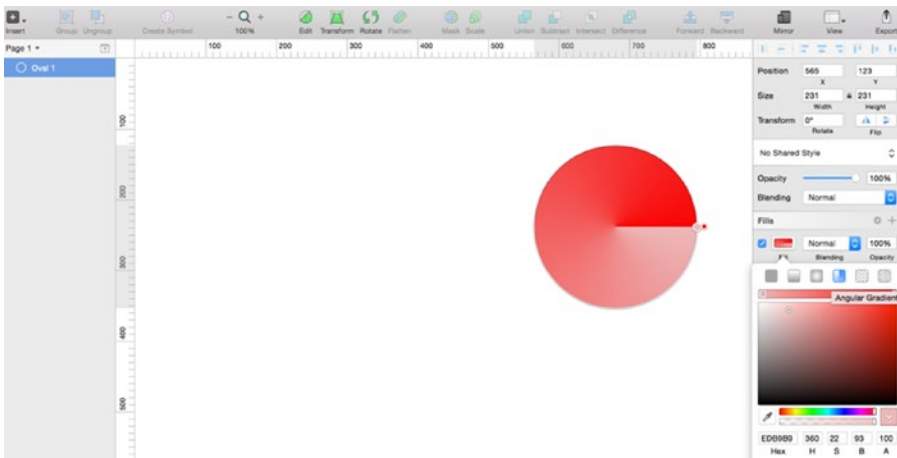 Insert Group Ungroup Create Symbol 100% Edit Transform Rotate Flatten Mask Scale Union Subtract Intersect Difference Forward Backward Mirror View Export
Page 1
100 200 300 400 500 600 700 800
Oval 1
100
200
300
400
500
Position 565 123
X Y
Size 231 231
Width Height
Transform 0°
Rotate Flip
No Shared Style
Opacity 100%
Blending Normal
Fills
Normal 100%
Fill Blending Opacity
Angular Gradient
EDB9B9 360 22 93 100
Hex H S B A